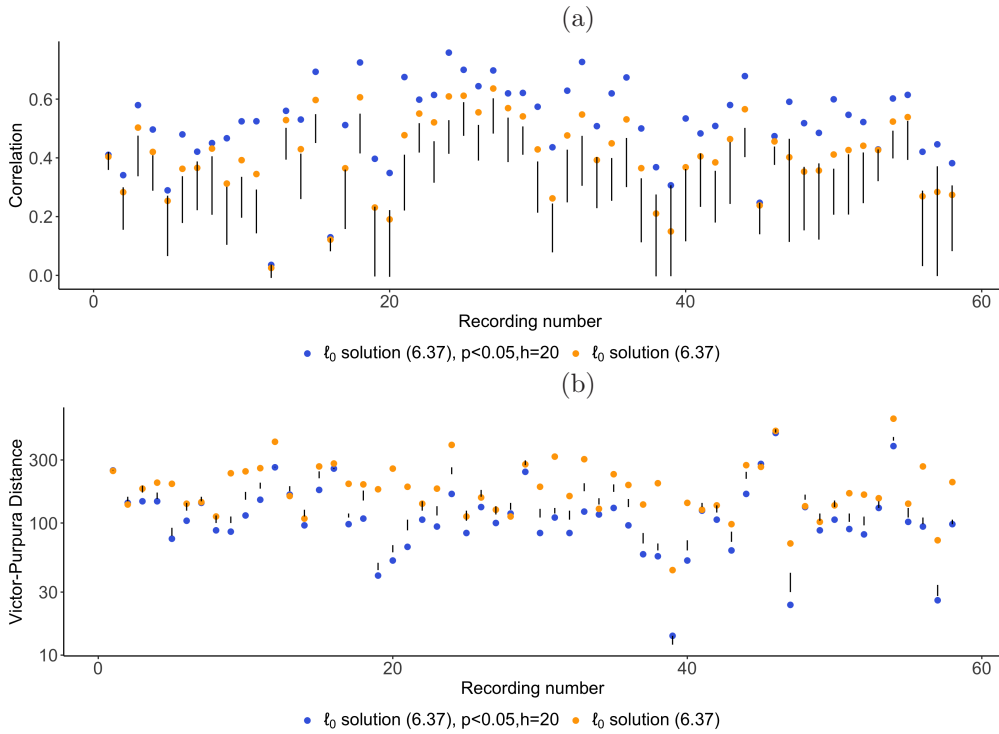 (a)
Correlation
0.6
0.4
0.2
0.0
0 20 40 60
Recording number
ℓ₀ solution (6.37), p<0.05,h=20 ℓ₀ solution (6.37)
(b)
Victor-Purpura Distance
300
100
30
10
0 20 40 60
Recording number
ℓ₀ solution (6.37), p<0.05,h=20 ℓ₀ solution (6.37)